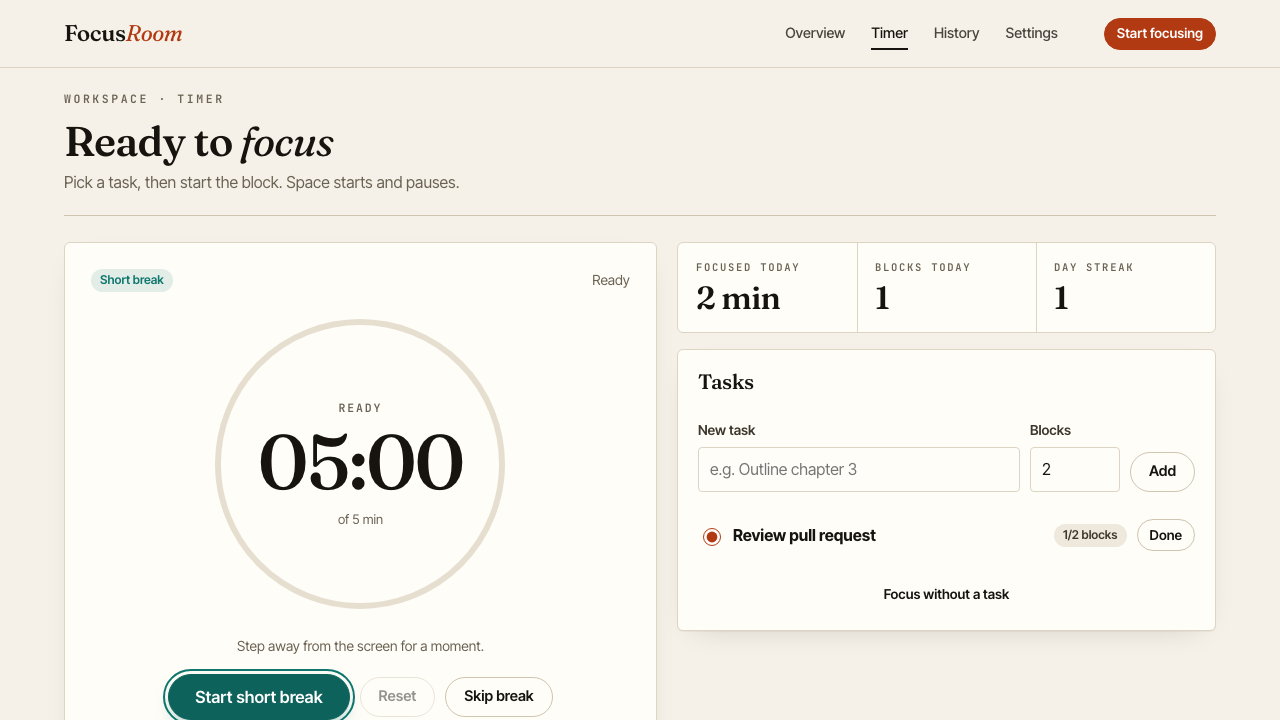 FocusRoom
Overview
Timer
History
Settings
Start focusing
WORKSPACE · TIMER
Ready to focus
Pick a task, then start the block. Space starts and pauses.
Short break
Ready
READY
05:00
of 5 min
Step away from the screen for a moment.
Start short break
Reset
Skip break
FOCUSED TODAY
2 min
BLOCKS TODAY
1
DAY STREAK
1
Tasks
New task
Blocks
e.g. Outline chapter 3
2
Add
Review pull request
1/2 blocks
Done
Focus without a task